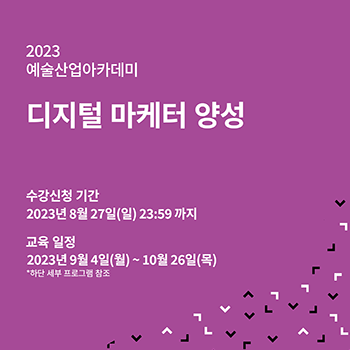 2023
예술산업아카데미
디지털 마케터 양성
수강신청 기간
2023년 8월 27일(일) 23:59 까지
교육 일정
2023년 9월 4일(월) ~ 10월 26일(목)
*하단 세부 프로그램 참조